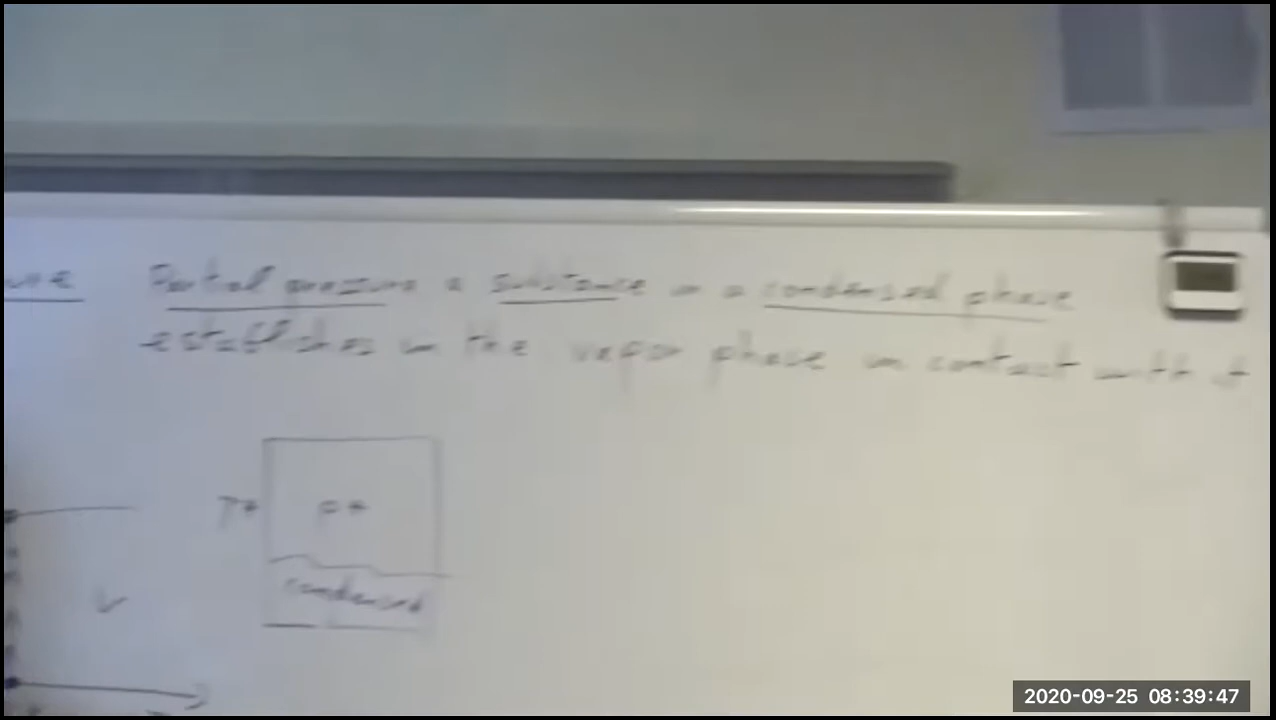 ure
Partial pressure a substance in a condensed phase
establishes in the vapor phase in contact with it
T* p*
condensed
V
2020-09-25 08:39:47